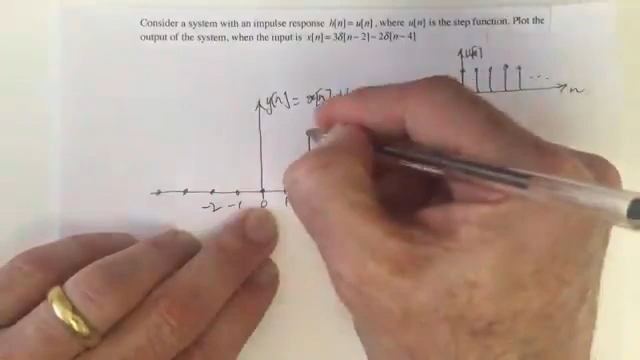 Consider a system with an impulse response h[n] = u[n], where u[n] is the step function. Plot the
output of the system, when the input is x[n] = 3δ[n−2]−2δ[n−4]
u[n]
...
n
y[n] = x[n]
-2 -1 0 1